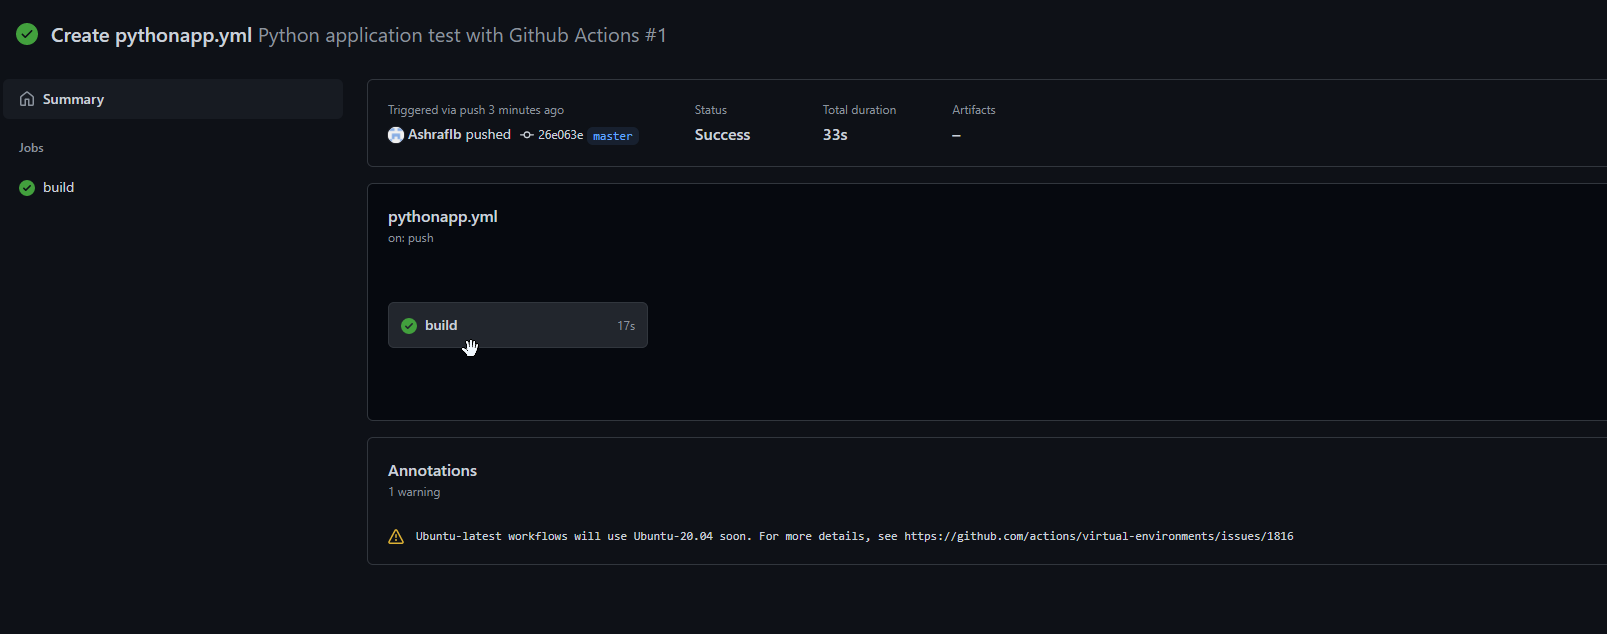 Create pythonapp.yml Python application test with Github Actions #1
Summary
Jobs
build
Triggered via push 3 minutes ago
Ashraflb pushed 26e063e master
Status
Success
Total duration
33s
Artifacts
–
pythonapp.yml
on: push
build 17s
Annotations
1 warning
Ubuntu-latest workflows will use Ubuntu-20.04 soon. For more details, see https://github.com/actions/virtual-environments/issues/1816